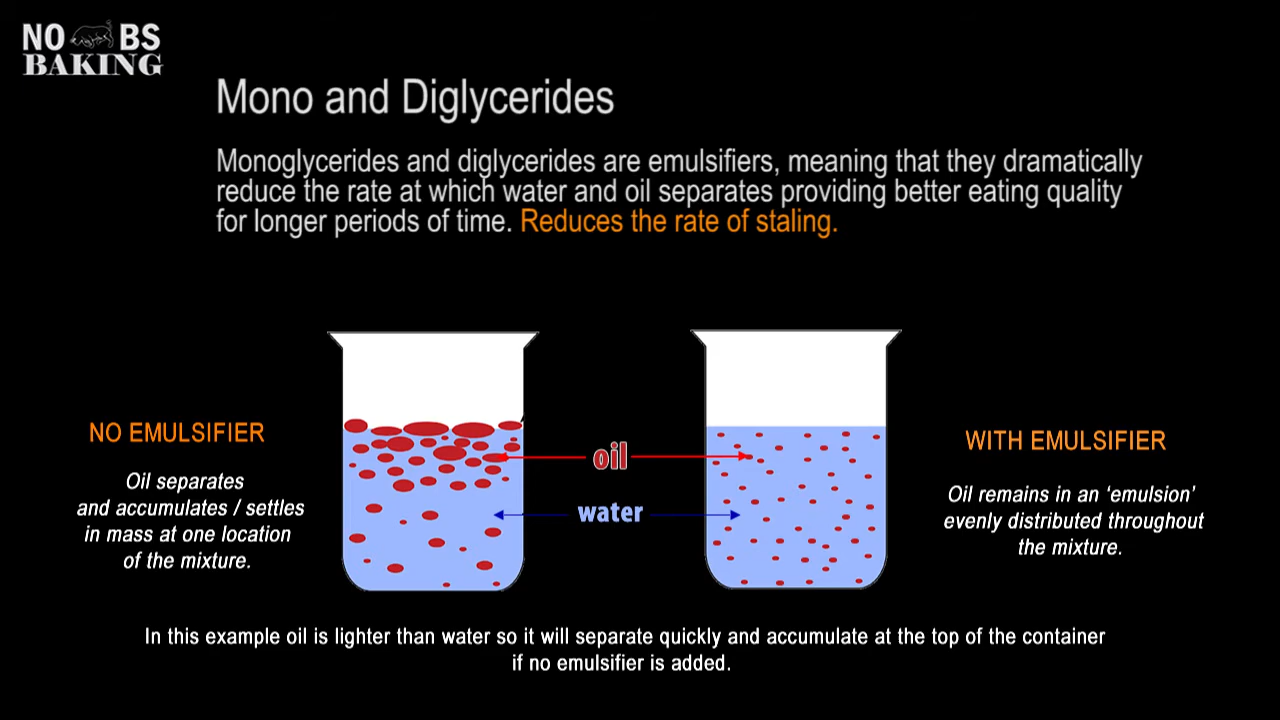 NO BS
BAKING
Mono and Diglycerides
Monoglycerides and diglycerides are emulsifiers, meaning that they dramatically
reduce the rate at which water and oil separates providing better eating quality
for longer periods of time. Reduces the rate of staling.
NO EMULSIFIER
Oil separates
and accumulates / settles
in mass at one location
of the mixture.
oil
water
WITH EMULSIFIER
Oil remains in an ‘emulsion’
evenly distributed throughout
the mixture.
In this example oil is lighter than water so it will separate quickly and accumulate at the top of the container
if no emulsifier is added.